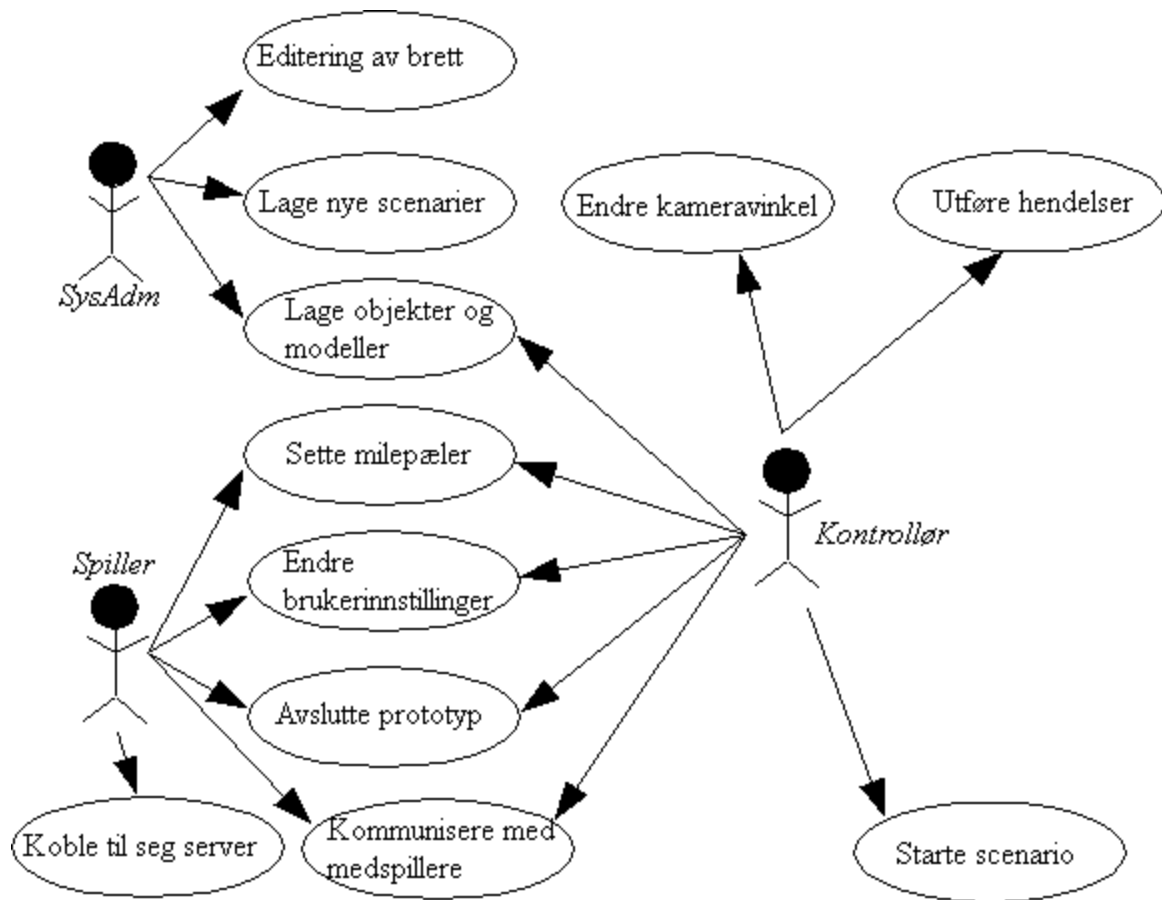 Editering av brett
Lage nye scenarier
Endre kameravinkel
Utføre hendelser
SysAdm
Lage objekter og
modeller
Sette milepæler
Kontrollør
Spiller
Endre
brukerinnstillinger
Avslutte prototyp
Koble til seg server
Kommunisere med
medspillere
Starte scenario